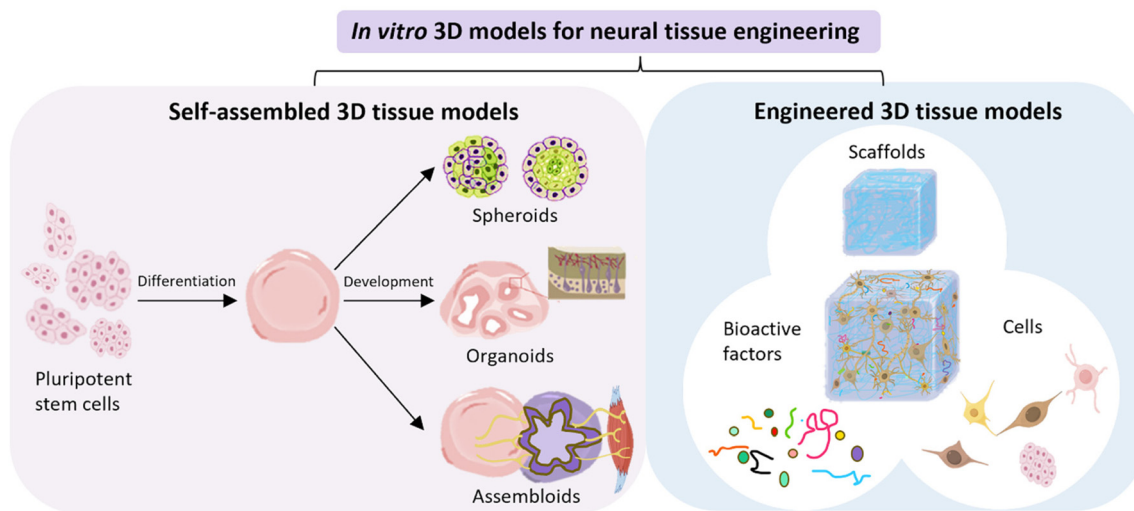 In vitro 3D models for neural tissue engineering
Self-assembled 3D tissue models
Spheroids
Differentiation
Development
Organoids
Pluripotent
stem cells
Assembloids
Engineered 3D tissue models
Scaffolds
Bioactive
factors
Cells